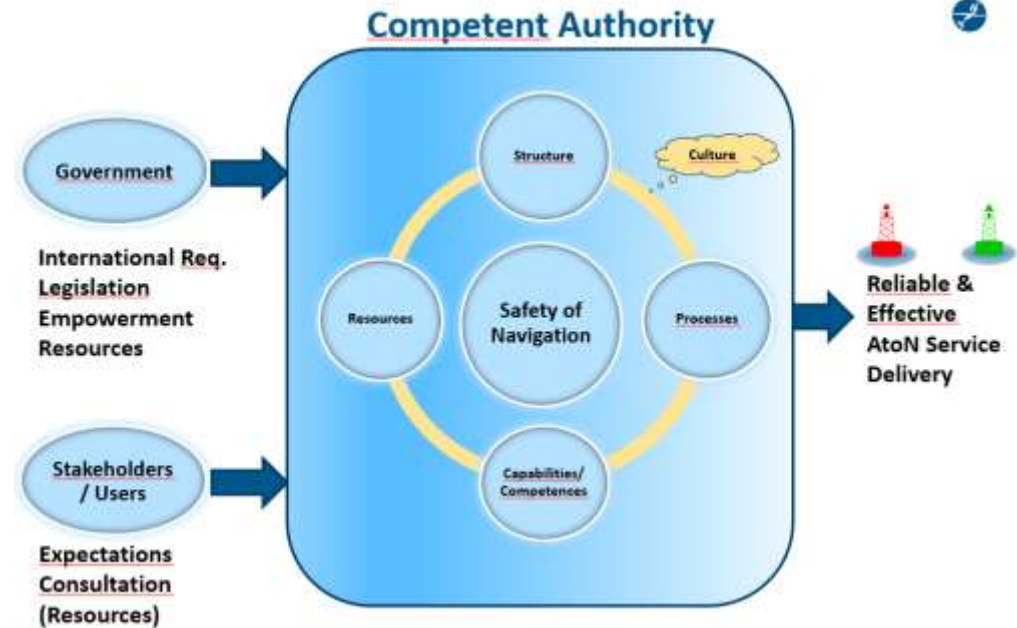 Competent Authority
Government
International Req.
Legislation
Empowerment
Resources
Stakeholders
/ Users
Expectations
Consultation
(Resources)
Structure
Culture
Resources
Safety of
Navigation
Processes
Capabilities/
Competences
Reliable &
Effective
AtoN Service
Delivery